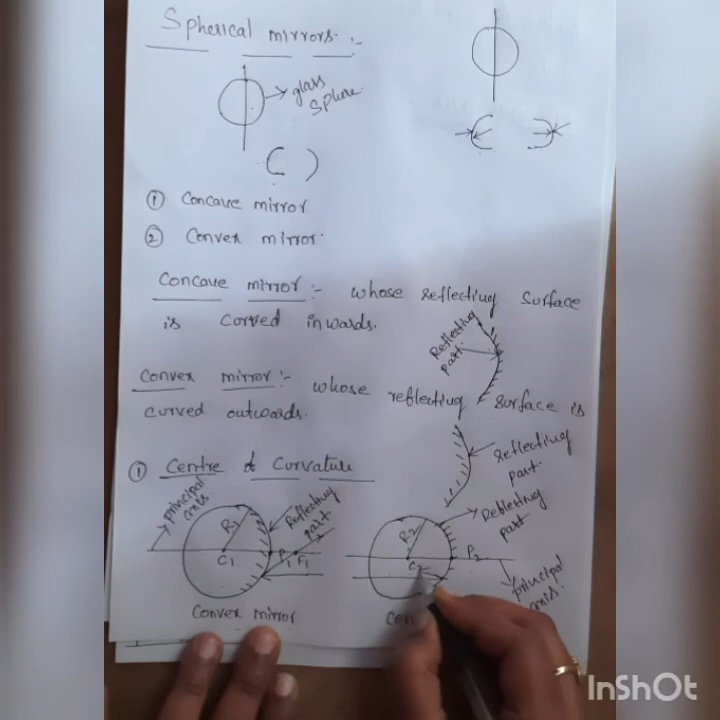 Spherical mirrors :-
glass
sphere
① Concave mirror
② Convex mirror.
Concave mirror :- whose reflecting surface
is curved inwards.
Reflecting
part.
Convex mirror :- whose reflecting surface is
curved outwards.
reflecting
part.
① Centre of Curvature
principal
axis
R1
Reflecting
part
C1
P1
F1
Convex mirror
R2
Reflecting
part
C2
P2
principal
axis.
Con
InShOt